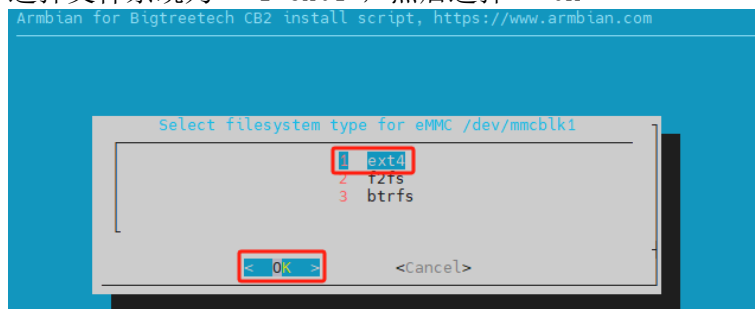 Armbian for Bigtreetech CB2 install script, https://www.armbian.com
Select filesystem type for eMMC /dev/mmcblk1
1 ext4
2 f2fs
3 btrfs
< OK > <Cancel>